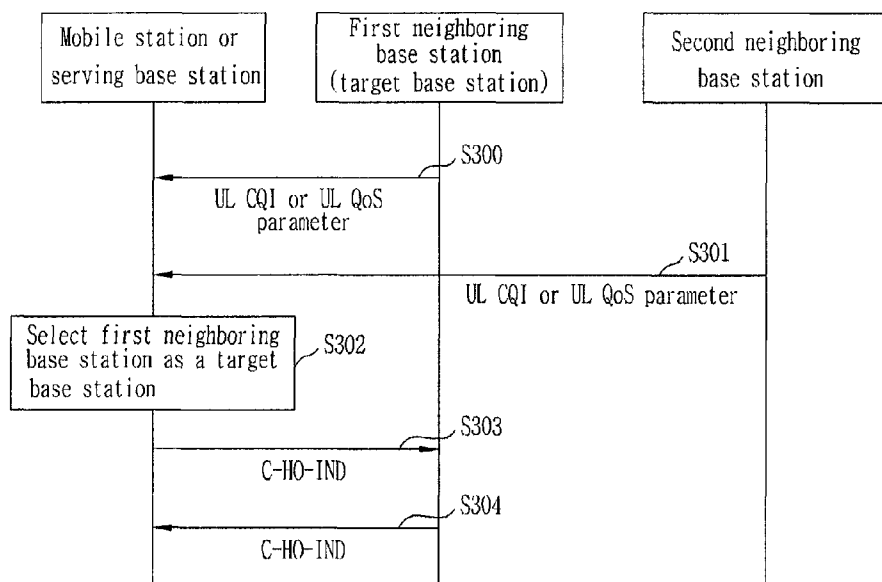 Mobile station or
serving base station
First neighboring
base station
(target base station)
Second neighboring
base station
S300
UL CQI or UL QoS
parameter
S301
UL CQI or UL QoS parameter
Select first neighboring
base station as a target
base station
S302
S303
C-HO-IND
S304
C-HO-IND